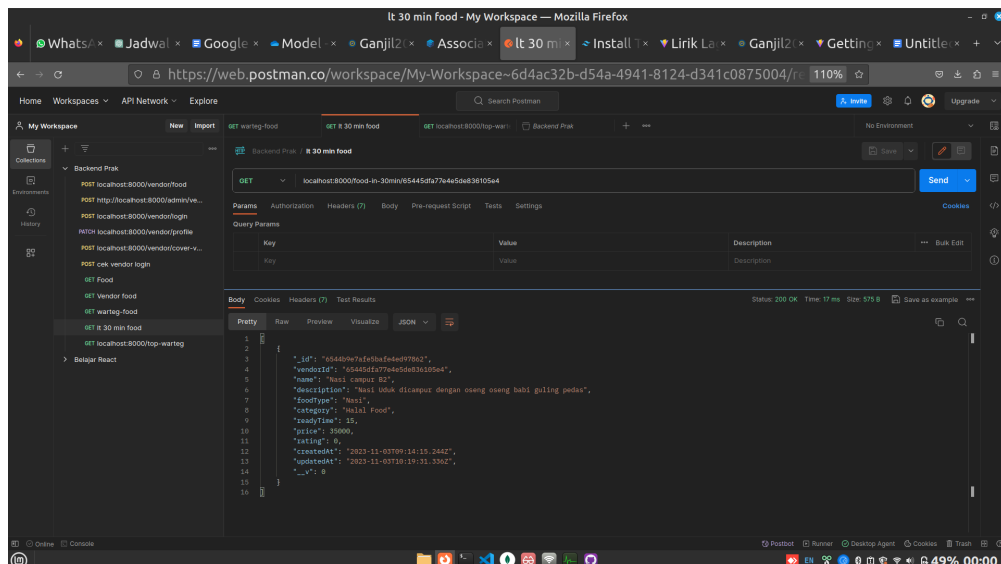 lt 30 min food - My Workspace — Mozilla Firefox
WhatsA Jadwal Google Model Ganjil2( Associa lt 30 mi Install T Lirik La Ganjil2( Getting Untitle
https://web.postman.co/workspace/My-Workspace~6d4ac32b-d54a-4941-8124-d341c0875004/re 110%
Home Workspaces API Network Explore Search Postman Invite Upgrade
My Workspace New Import GET warteg-food GET lt 30 min food GET localhost:8000/top-wart Backend Prak No Environment
Collections
Environments
History
Backend Prak
POST localhost:8000/vendor/food
POST http://localhost:8000/admin/ve...
POST localhost:8000/vendor/login
PATCH localhost:8000/vendor/profile
POST localhost:8000/vendor/cover-v...
POST cek vendor login
GET Food
GET Vendor food
GET warteg-food
GET lt 30 min food
GET localhost:8000/top-warteg
Belajar React
Backend Prak / lt 30 min food Save
GET localhost:8000/food-in-30min/65445dfa77e4e5de836105e4 Send
Params Authorization Headers (7) Body Pre-request Script Tests Settings Cookies
Query Params
Key Value Description Bulk Edit
Key Value Description
Body Cookies Headers (7) Test Results Status: 200 OK Time: 17 ms Size: 575 B Save as example
Pretty Raw Preview Visualize JSON
1 [
2 {
3 "_id": "6544b9e7afe5bafe4ed97862",
4 "vendorId": "65445dfa77e4e5de836105e4",
5 "name": "Nasi campur B2",
6 "description": "Nasi Uduk dicampur dengan oseng oseng babi guling pedas",
7 "foodType": "Nasi",
8 "category": "Halal Food",
9 "readyTime": 15,
10 "price": 35000,
11 "rating": 0,
12 "createdAt": "2023-11-03T09:14:15.244Z",
13 "updatedAt": "2023-11-03T10:19:31.336Z",
14 "__v": 0
15 }
16 ]
Online Console Postbot Runner Desktop Agent Cookies Trash
EN 49% 00:00